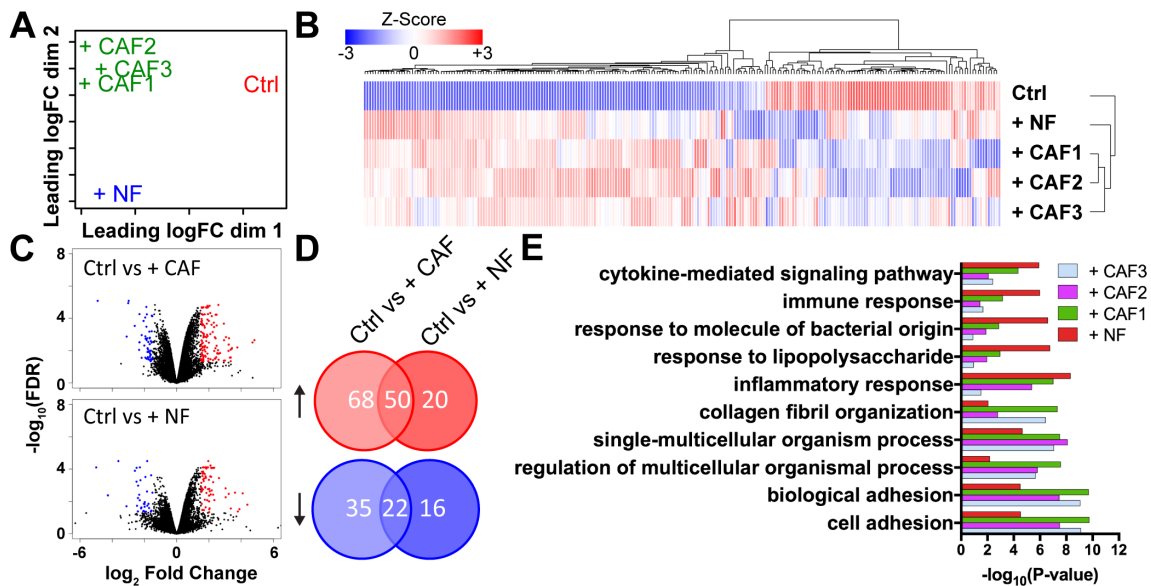 A
+ CAF2
+ CAF3
+ CAF1
Ctrl
+ NF
Leading logFC dim 2
Leading logFC dim 1
B
Z-Score
-3 0 +3
Ctrl
+ NF
+ CAF1
+ CAF2
+ CAF3
C
Ctrl vs + CAF
8
4
0
Ctrl vs + NF
8
4
0
-log10(FDR)
-6 0 6
log2 Fold Change
D
Ctrl vs + CAF
Ctrl vs + NF
↑ 68 50 20
↓ 35 22 16
E
cytokine-mediated signaling pathway
immune response
response to molecule of bacterial origin
response to lipopolysaccharide
inflammatory response
collagen fibril organization
single-multicellular organism process
regulation of multicellular organismal process
biological adhesion
cell adhesion
0 2 4 6 8 10 12
-log10(P-value)
+ CAF3
+ CAF2
+ CAF1
+ NF